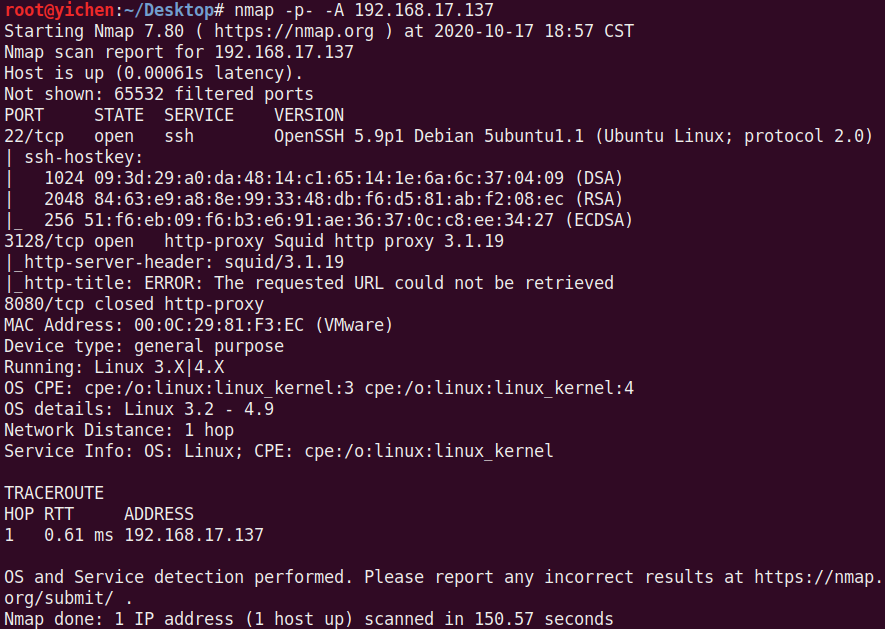 root@yichen:~/Desktop# nmap -p- -A 192.168.17.137
Starting Nmap 7.80 ( https://nmap.org ) at 2020-10-17 18:57 CST
Nmap scan report for 192.168.17.137
Host is up (0.00061s latency).
Not shown: 65532 filtered ports
PORT     STATE  SERVICE    VERSION
22/tcp   open   ssh        OpenSSH 5.9p1 Debian 5ubuntu1.1 (Ubuntu Linux; protocol 2.0)
| ssh-hostkey:
|   1024 09:3d:29:a0:da:48:14:c1:65:14:1e:6a:6c:37:04:09 (DSA)
|   2048 84:63:e9:a8:8e:99:33:48:db:f6:d5:81:ab:f2:08:ec (RSA)
|_  256 51:f6:eb:09:f6:b3:e6:91:ae:36:37:0c:c8:ee:34:27 (ECDSA)
3128/tcp open   http-proxy Squid http proxy 3.1.19
|_http-server-header: squid/3.1.19
|_http-title: ERROR: The requested URL could not be retrieved
8080/tcp closed http-proxy
MAC Address: 00:0C:29:81:F3:EC (VMware)
Device type: general purpose
Running: Linux 3.X|4.X
OS CPE: cpe:/o:linux:linux_kernel:3 cpe:/o:linux:linux_kernel:4
OS details: Linux 3.2 - 4.9
Network Distance: 1 hop
Service Info: OS: Linux; CPE: cpe:/o:linux:linux_kernel

TRACEROUTE
HOP RTT     ADDRESS
1   0.61 ms 192.168.17.137

OS and Service detection performed. Please report any incorrect results at https://nmap.
org/submit/ .
Nmap done: 1 IP address (1 host up) scanned in 150.57 seconds